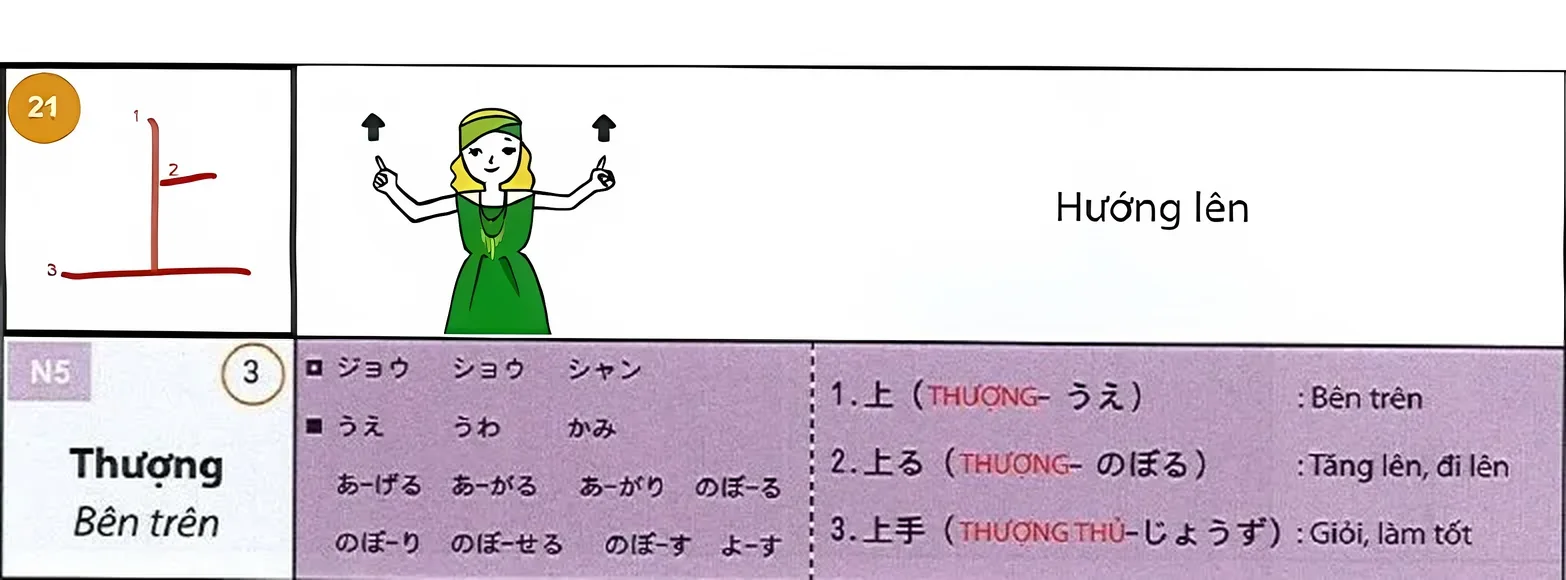 21
1
2
3
Hướng lên
N5
3
Thượng
Bên trên
ジョウ ショウ シャン
うえ うわ かみ
あ-げる あ-がる あ-がり のぼ-る
のぼ-り のぼ-せる のぼ-す よ-す
1. 上 (THƯỢNG- うえ) : Bên trên
2. 上る (THƯỢNG- のぼる) : Tăng lên, đi lên
3. 上手 (THƯỢNG THỦ-じょうず) : Giỏi, làm tốt